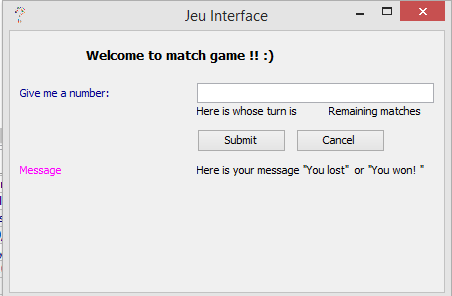 Jeu Interface
Welcome to match game !! :)
Give me a number:
Here is whose turn is Remaining matches
Submit Cancel
Message Here is your message "You lost" or "You won! "